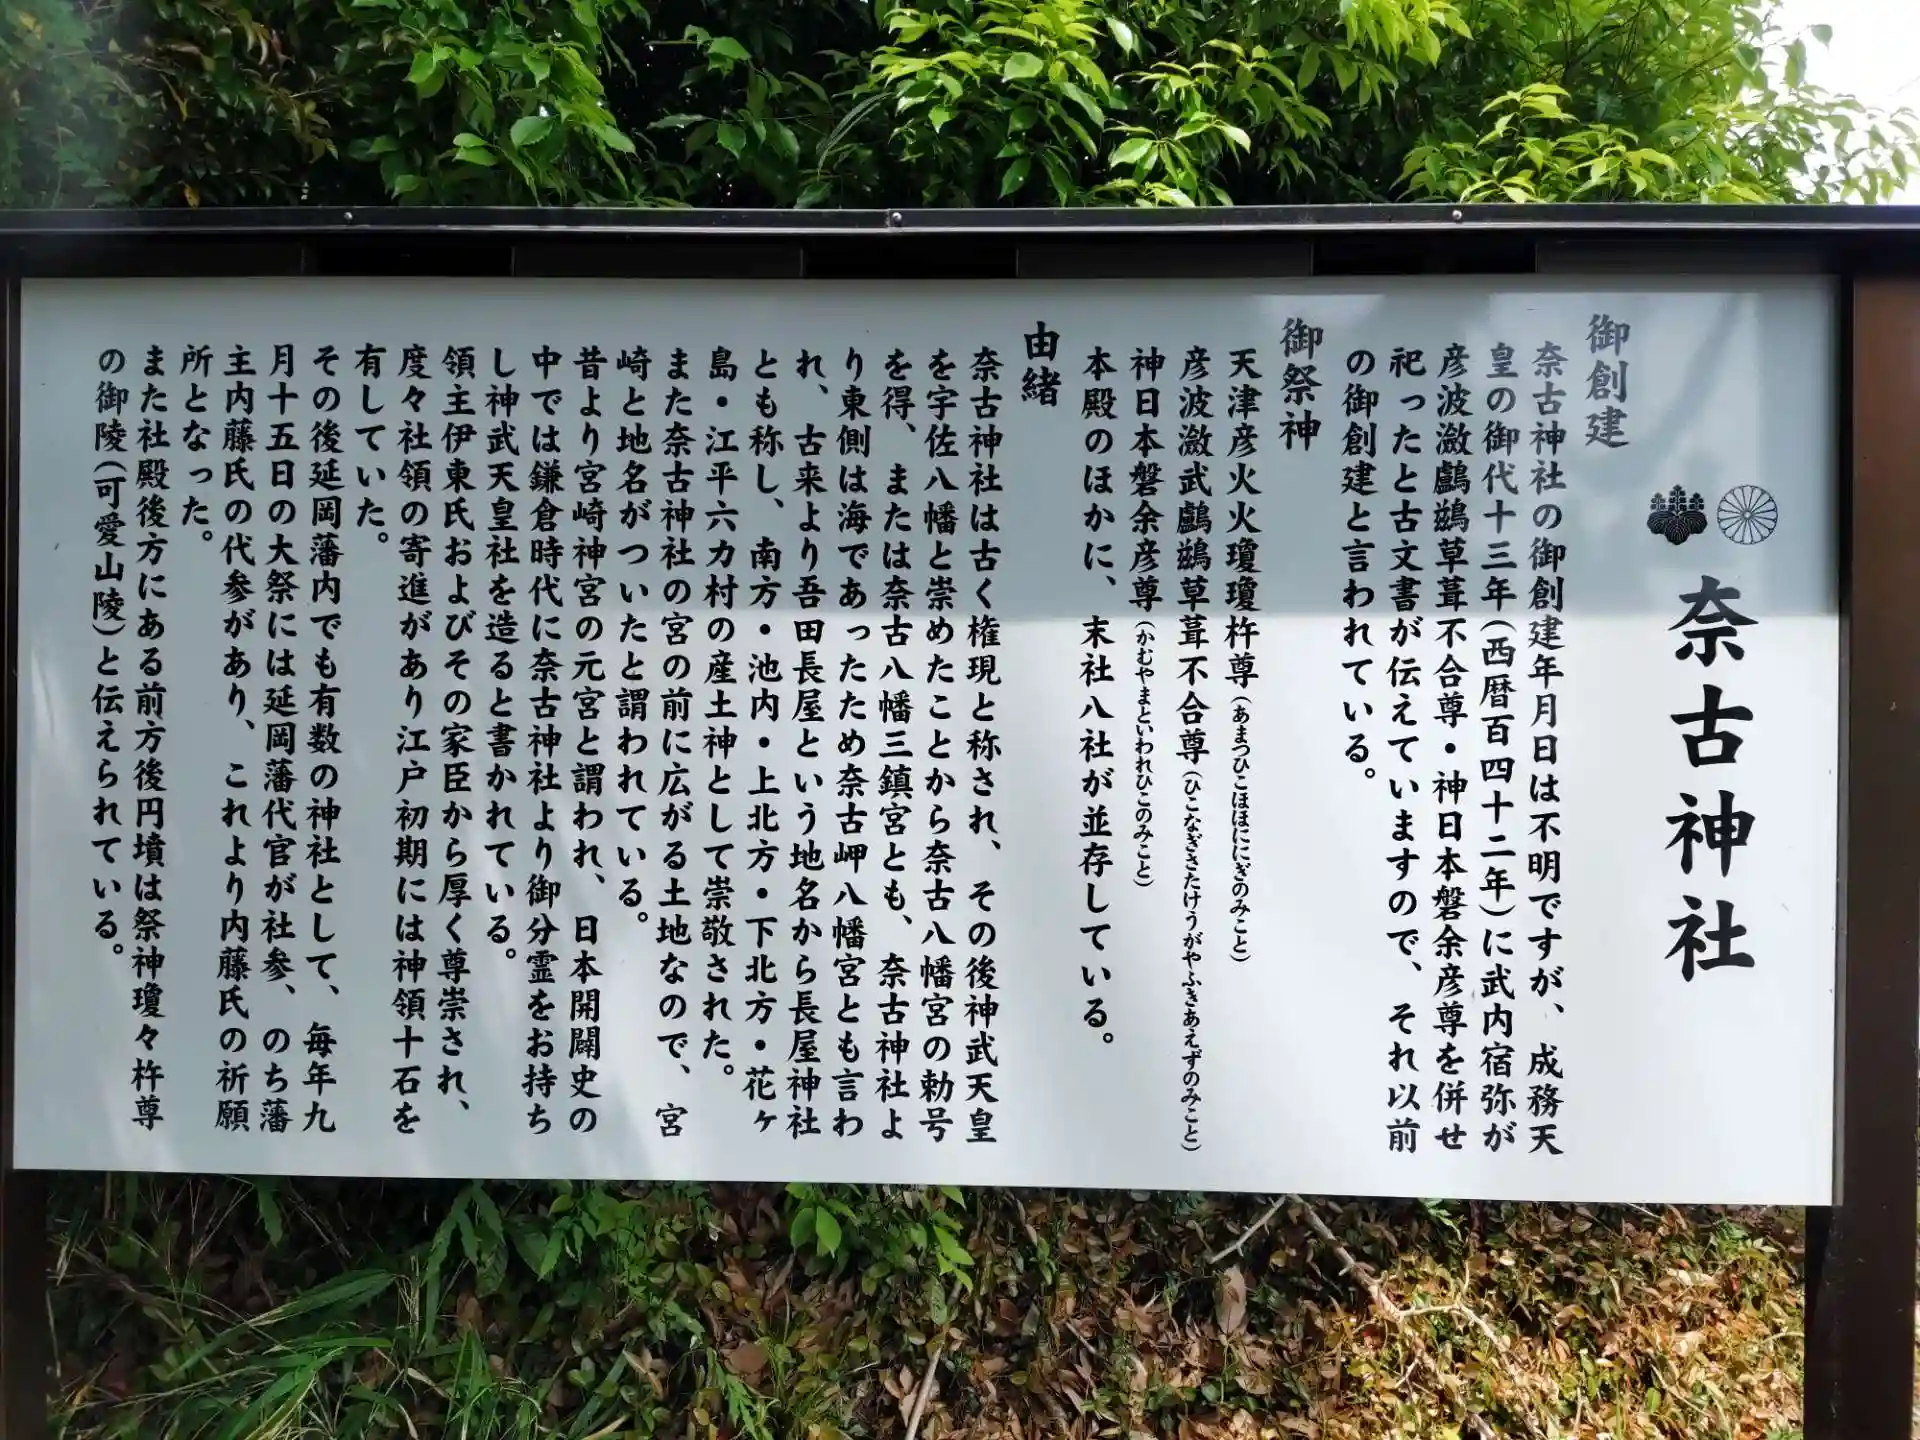 奈古神社
御創建
奈古神社の御創建年月日は不明ですが、成務天
皇の御代十三年(西暦百四十二年)に武内宿弥が
彦波瀲鸕鷀草葺不合尊・神日本磐余彦尊を併せ
祀ったと古文書が伝えていますので、それ以前
の御創建と言われている。
御祭神
天津彦火火瓊瓊杵尊(あまつひこほほににぎのみこと)
彦波瀲武鸕鷀草葺不合尊(ひこなぎさたけうがやふきあえずのみこと)
神日本磐余彦尊(かむやまといわれひこのみこと)
本殿のほかに、末社八社が並存している。
由緒
奈古神社は古く権現と称され、その後神武天皇
を宇佐八幡と崇めたことから奈古八幡宮の勅号
を得、または奈古八幡三鎮宮とも、奈古神社よ
り東側は海であったため奈古岬八幡宮とも言わ
れ、古来より吾田長屋という地名から長屋神社
とも称し、南方・池内・上北方・下北方・花ヶ
島・江平六カ村の産土神として崇敬された。
また奈古神社の宮の前に広がる土地なので、宮
崎と地名がついたと謂われている。
昔より宮崎神宮の元宮と謂われ、日本開闢史の
中では鎌倉時代に奈古神社より御分霊をお持ち
し神武天皇社を造ると書かれている。
領主伊東氏およびその家臣から厚く尊崇され、
度々社領の寄進があり江戸初期には神領十石を
有していた。
その後延岡藩内でも有数の神社として、毎年九
月十五日の大祭には延岡藩代官が社参、のち藩
主内藤氏の代参があり、これより内藤氏の祈願
所となった。
また社殿後方にある前方後円墳は祭神瓊々杵尊
の御陵(可愛山陵)と伝えられている。